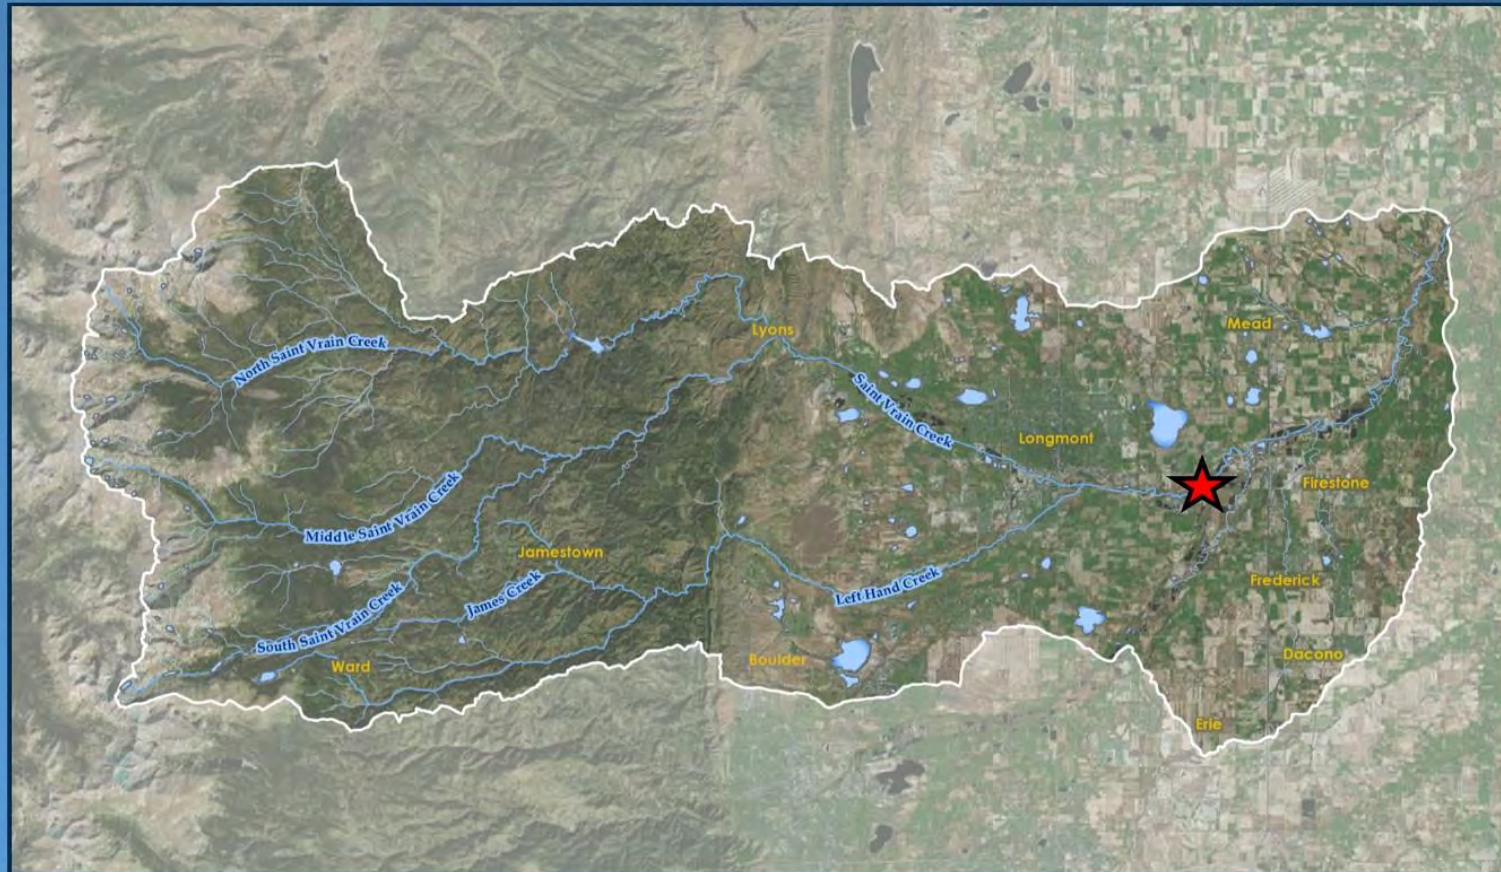 Lyons
Mead
North Saint Vrain Creek
Saint Vrain Creek
Longmont
Firestone
Middle Saint Vrain Creek
Jamestown
James Creek
Left Hand Creek
Frederick
South Saint Vrain Creek
Ward
Boulder
Dacono
Erie